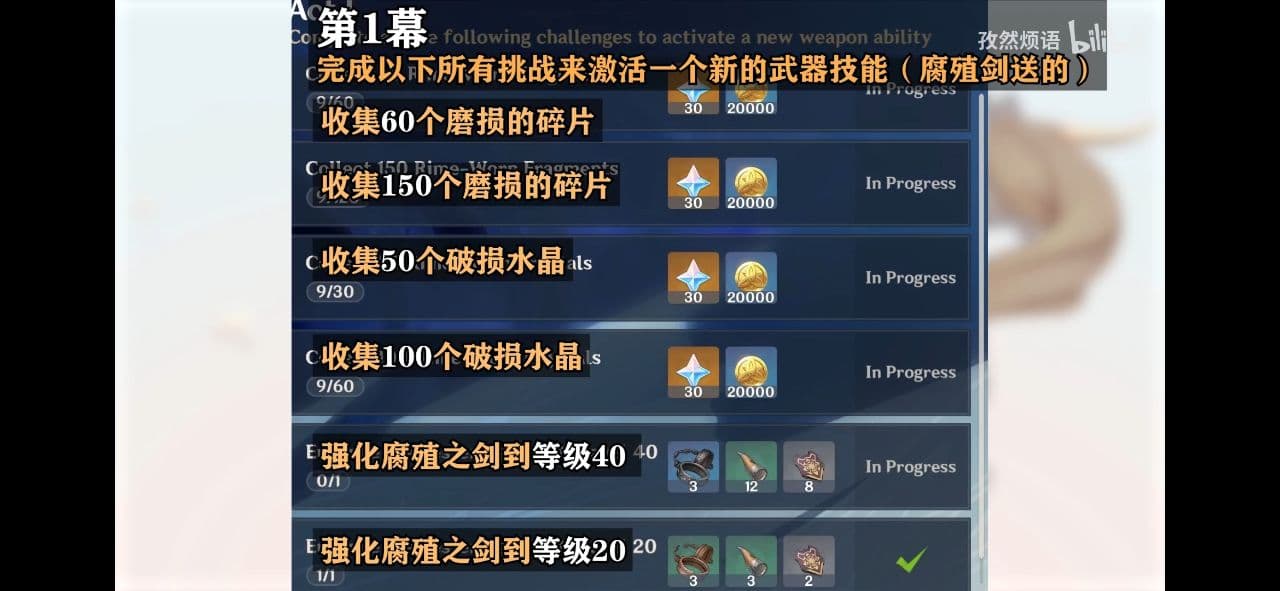 Act I
第1幕
孜然烦语 bili
following challenges to activate a new weapon ability
完成以下所有挑战来激活一个新的武器技能（腐殖剑送的）
9/60
收集60个磨损的碎片
30
20000
In Progress
Collect 150 Rime-Worn Fragments
收集150个磨损的碎片
30
20000
In Progress
收集50个破损水晶
9/30
30
20000
In Progress
收集100个破损水晶
9/60
30
20000
In Progress
强化腐殖之剑到等级40
40
0/1
3
12
8
In Progress
强化腐殖之剑到等级20
20
1/1
3
3
2